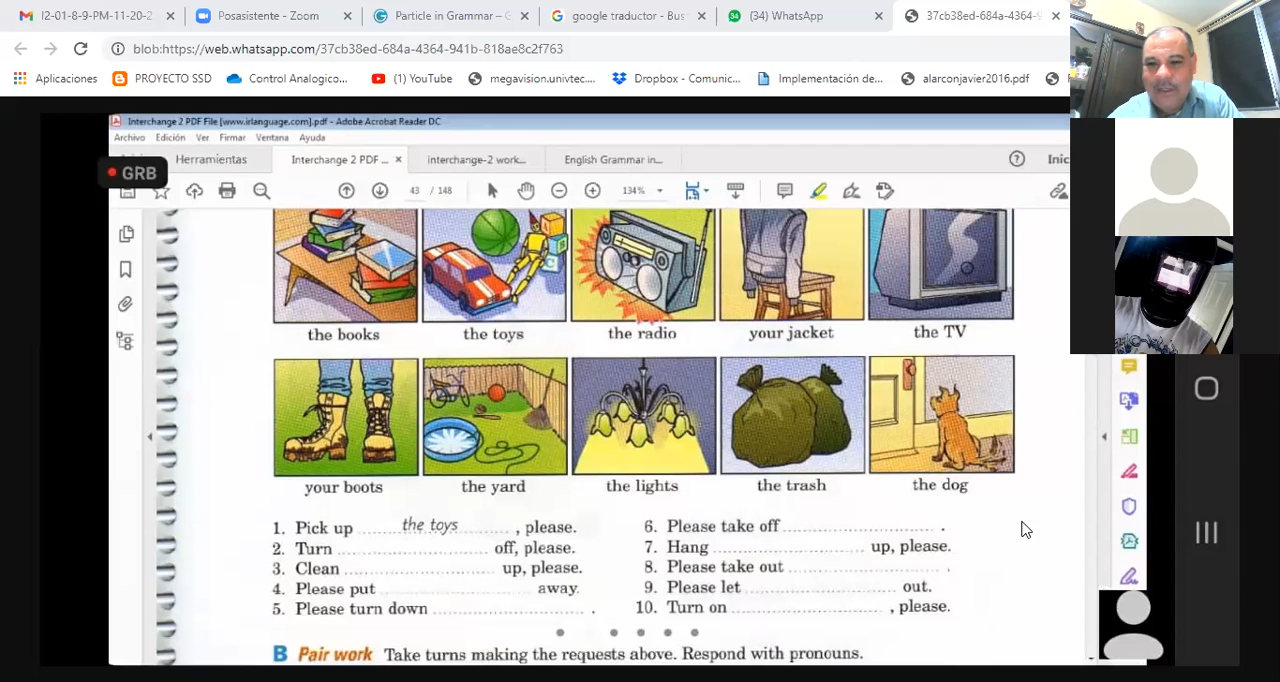 I2-01-8-9-PM-11-20-2
Posasistente - Zoom
Particle in Grammar – G
google traductor - Bus
(34) WhatsApp
37cb38ed-684a-4364-9
blob:https://web.whatsapp.com/37cb38ed-684a-4364-941b-818ae8c2f763
Aplicaciones
PROYECTO SSD
Control Analogico...
(1) YouTube
megavision.univtec....
Dropbox - Comunic...
Implementación de...
alarconjavier2016.pdf
Interchange 2 PDF File [www.irlanguage.com].pdf - Adobe Acrobat Reader DC
Archivo Edición Ver Firmar Ventana Ayuda
Herramientas
Interchange 2 PDF ...
interchange-2 work...
English Grammar in...
Inic
GRB
43 / 148
134%
the books
the toys
the radio
your jacket
the TV
your boots
the yard
the lights
the trash
the dog
1. Pick up the toys , please.
2. Turn off, please.
3. Clean up, please.
4. Please put away.
5. Please turn down .
6. Please take off .
7. Hang up, please.
8. Please take out .
9. Please let out.
10. Turn on , please.
B Pair work Take turns making the requests above. Respond with pronouns.